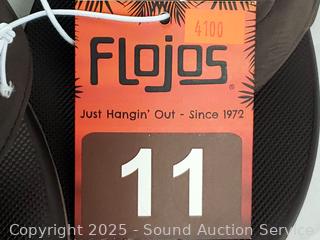 4100
FLOJOS®
Just Hangin' Out - Since 1972
11
Copyright 2025 - Sound Auction Service